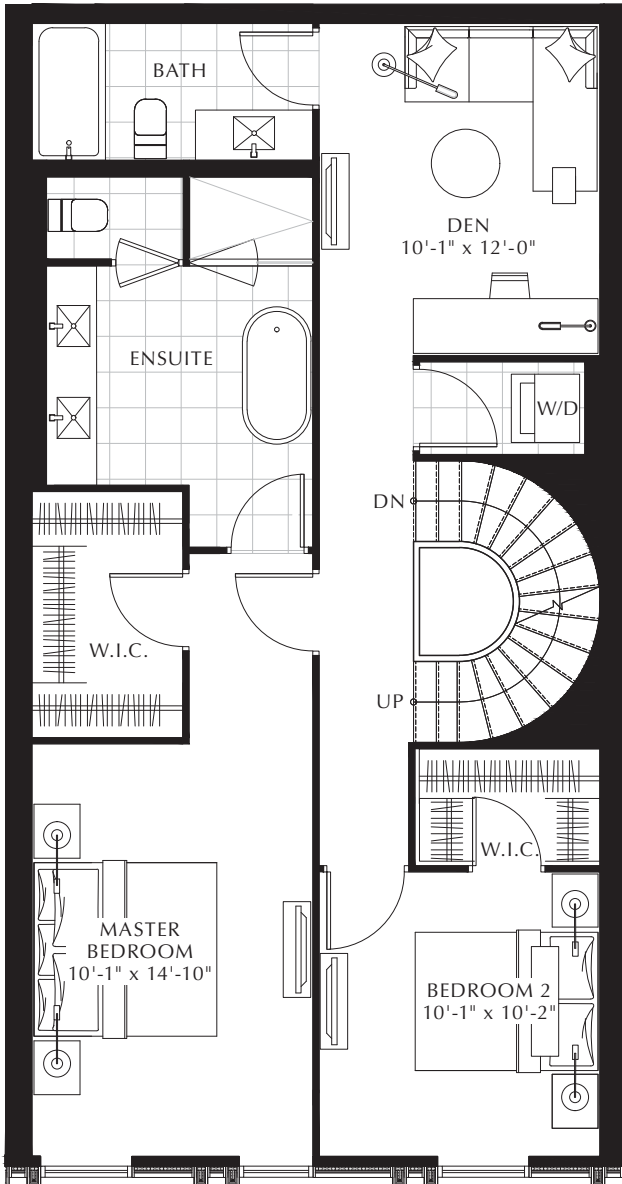 BATH
DEN
10'-1" x 12'-0"
ENSUITE
W/D
DN
W.I.C.
UP
W.I.C.
MASTER
BEDROOM
10'-1" x 14'-10"
BEDROOM 2
10'-1" x 10'-2"